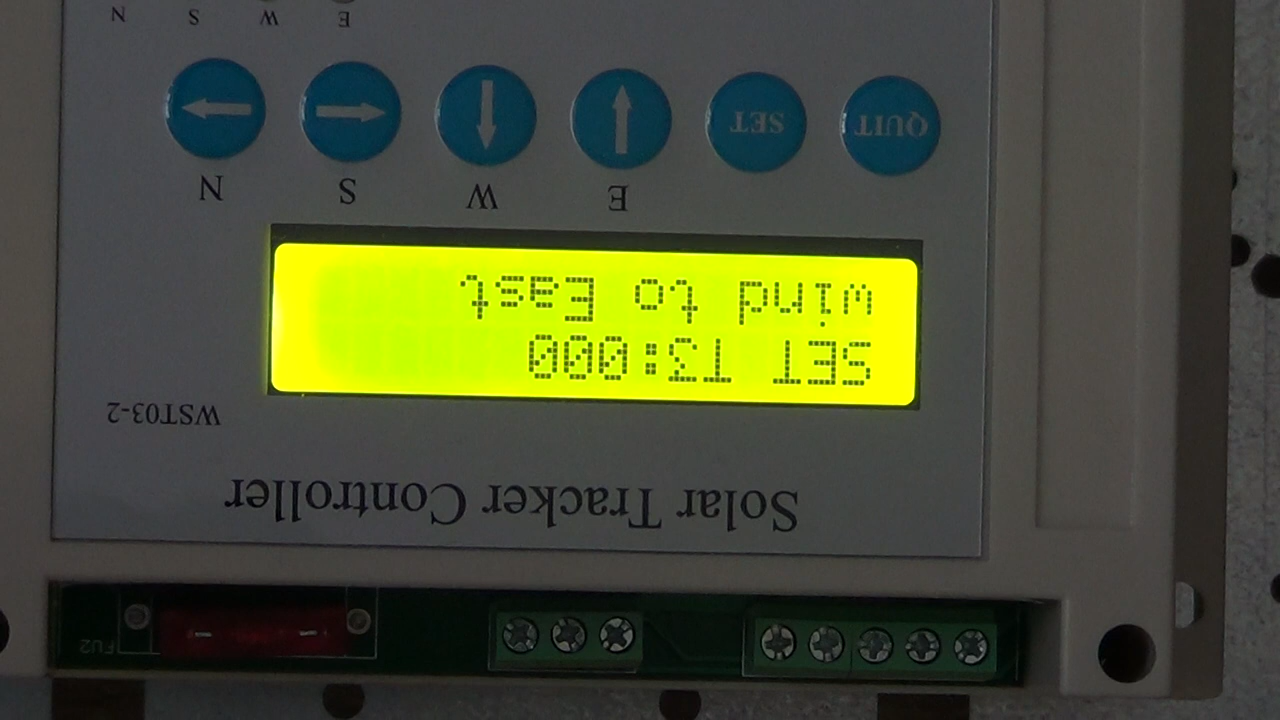 Solar Tracker Controller
WST03-2
SET T3:000
wind to East
E W S N
QUIT SET
E W S N
FU2